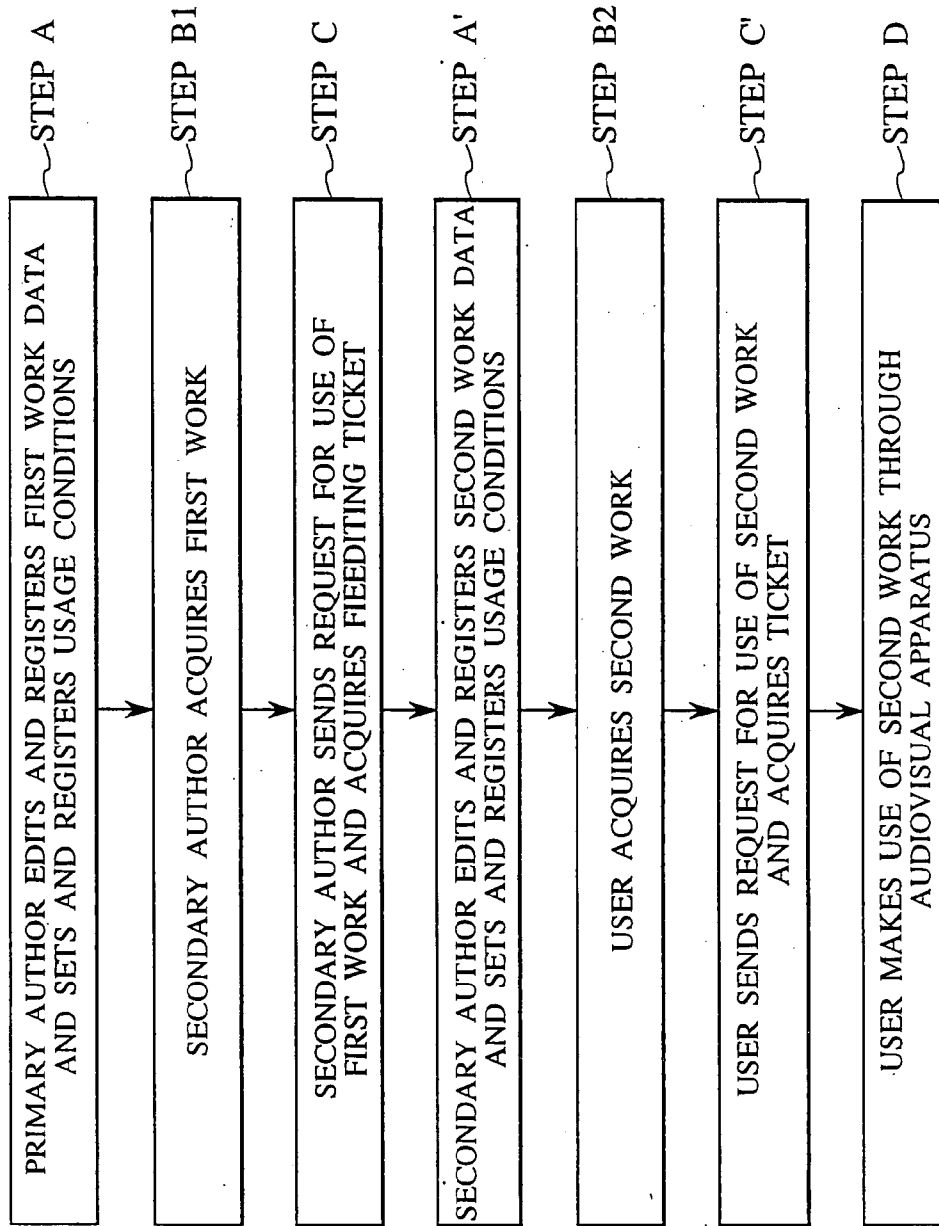 PRIMARY AUTHOR EDITS AND REGISTERS FIRST WORK DATA
AND SETS AND REGISTERS USAGE CONDITIONS
STEP A
SECONDARY AUTHOR ACQUIRES FIRST WORK
STEP B1
SECONDARY AUTHOR SENDS REQUEST FOR USE OF
FIRST WORK AND ACQUIRES FIEEDITING TICKET
STEP C
SECONDARY AUTHOR EDITS AND REGISTERS SECOND WORK DATA
AND SETS AND REGISTERS USAGE CONDITIONS
STEP A'
USER ACQUIRES SECOND WORK
STEP B2
USER SENDS REQUEST FOR USE OF SECOND WORK
AND ACQUIRES TICKET
STEP C'
USER MAKES USE OF SECOND WORK THROUGH
AUDIOVISUAL APPARATUS
STEP D